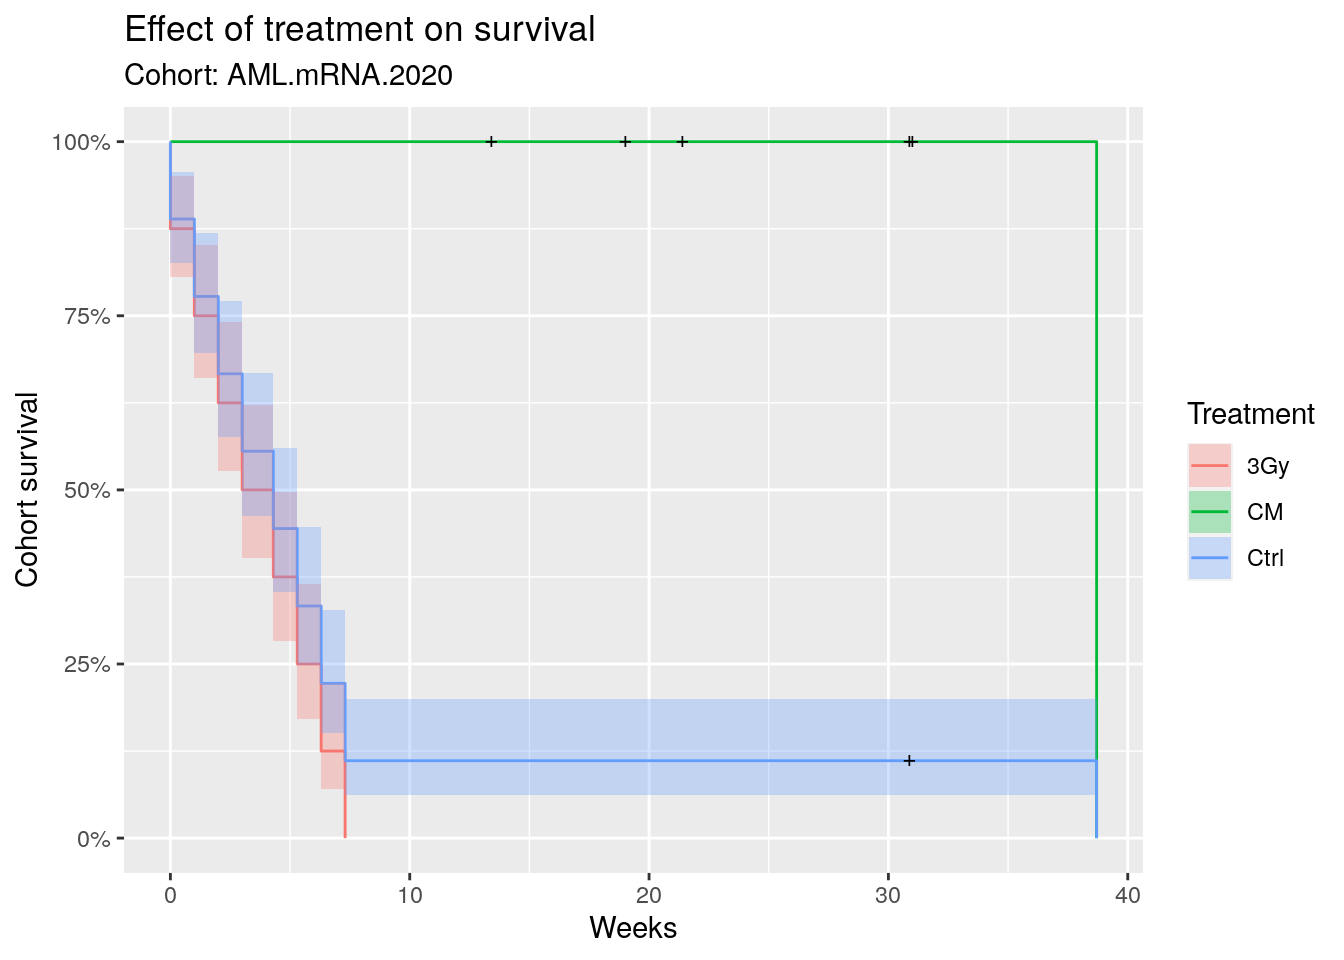 Effect of treatment on survival
Cohort: AML.mRNA.2020
100%
75%
50%
25%
0%
Cohort survival
0 10 20 30 40
Weeks
Treatment
3Gy
CM
Ctrl